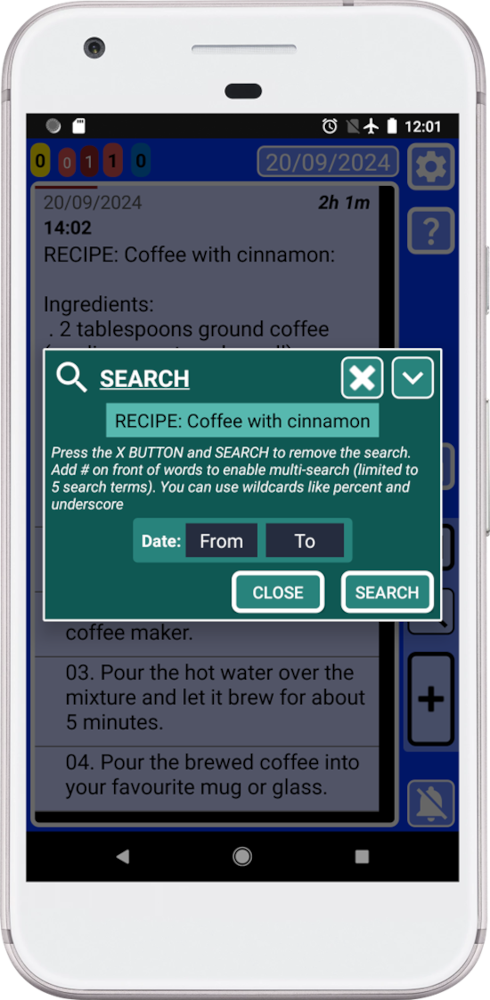 12:01
0 0 1 1 0
20/09/2024
20/09/2024 2h 1m
14:02
RECIPE: Coffee with cinnamon:
Ingredients:
. 2 tablespoons ground coffee
SEARCH
RECIPE: Coffee with cinnamon
Press the X BUTTON and SEARCH to remove the search.
Add # on front of words to enable multi-search (limited to
5 search terms). You can use wildcards like percent and
underscore
Date: From To
CLOSE SEARCH
coffee maker.
03. Pour the hot water over the
mixture and let it brew for about
5 minutes.
04. Pour the brewed coffee into
your favourite mug or glass.